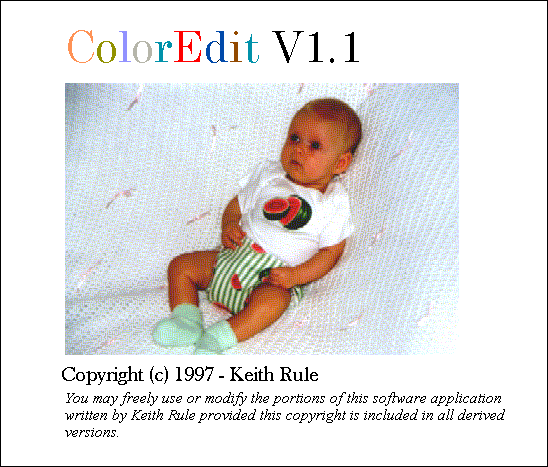 ColorEdit V1.1
Copyright (c) 1997 - Keith Rule
You may freely use or modify the portions of this software application
written by Keith Rule provided this copyright is included in all derived
versions.